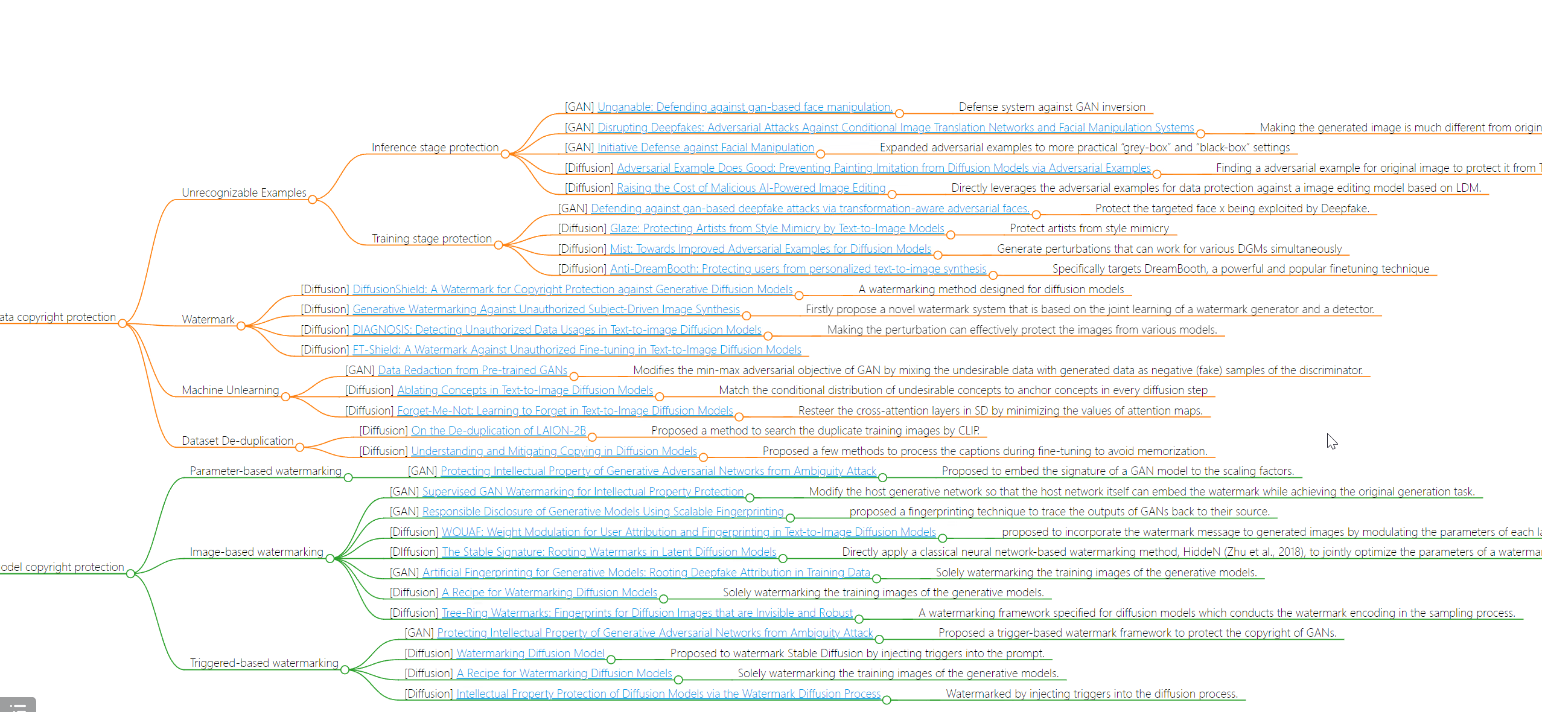 [GAN] Unganable: Defending against gan-based face manipulation. Defense system against GAN inversion
[GAN] Disrupting Deepfakes: Adversarial Attacks Against Conditional Image Translation Networks and Facial Manipulation Systems Making the generated image is much different from origin
Inference stage protection
[GAN] Initiative Defense against Facial Manipulation Expanded adversarial examples to more practical "grey-box" and "black-box" settings
[Diffusion] Adversarial Example Does Good: Preventing Painting Imitation from Diffusion Models via Adversarial Examples Finding a adversarial example for original image to protect it from T
[Diffusion] Raising the Cost of Malicious AI-Powered Image Editing Directly leverages the adversarial examples for data protection against a image editing model based on LDM.
Unrecognizable Examples
[GAN] Defending against gan-based deepfake attacks via transformation-aware adversarial faces. Protect the targeted face x being exploited by Deepfake.
[Diffusion] Glaze: Protecting Artists from Style Mimicry by Text-to-Image Models Protect artists from style mimicry
Training stage protection
[Diffusion] Mist: Towards Improved Adversarial Examples for Diffusion Models Generate perturbations that can work for various DGMs simultaneously
[Diffusion] Anti-DreamBooth: Protecting users from personalized text-to-image synthesis Specifically targets DreamBooth, a powerful and popular finetuning technique
[Diffusion] DiffusionShield: A Watermark for Copyright Protection against Generative Diffusion Models A watermarking method designed for diffusion models
[Diffusion] Generative Watermarking Against Unauthorized Subject-Driven Image Synthesis Firstly propose a novel watermark system that is based on the joint learning of a watermark generator and a detector.
ata copyright protection
Watermark
[Diffusion] DIAGNOSIS: Detecting Unauthorized Data Usages in Text-to-image Diffusion Models Making the perturbation can effectively protect the images from various models.
[Diffusion] FT-Shield: A Watermark Against Unauthorized Fine-tuning in Text-to-Image Diffusion Models
[GAN] Data Redaction from Pre-trained GANs Modifies the min-max adversarial objective of GAN by mixing the undesirable data with generated data as negative (fake) samples of the discriminator.
Machine Unlearning
[Diffusion] Ablating Concepts in Text-to-Image Diffusion Models Match the conditional distribution of undesirable concepts to anchor concepts in every diffusion step
[Diffusion] Forget-Me-Not: Learning to Forget in Text-to-Image Diffusion Models Resteer the cross-attention layers in SD by minimizing the values of attention maps.
[Diffusion] On the De-duplication of LAION-2B Proposed a method to search the duplicate training images by CLIP.
Dataset De-duplication
[Diffusion] Understanding and Mitigating Copying in Diffusion Models Proposed a few methods to process the captions during fine-tuning to avoid memorization.
Parameter-based watermarking
[GAN] Protecting Intellectual Property of Generative Adversarial Networks from Ambiguity Attack Proposed to embed the signature of a GAN model to the scaling factors.
[GAN] Supervised GAN Watermarking for Intellectual Property Protection Modify the host generative network so that the host network itself can embed the watermark while achieving the original generation task.
[GAN] Responsible Disclosure of Generative Models Using Scalable Fingerprinting proposed a fingerprinting technique to trace the outputs of GANs back to their source.
[Diffusion] WOUAF: Weight Modulation for User Attribution and Fingerprinting in Text-to-Image Diffusion Models proposed to incorporate the watermark message to generated images by modulating the parameters of each la
Image-based watermarking
[DIffusion] The Stable Signature: Rooting Watermarks in Latent Diffusion Models Directly apply a classical neural network-based watermarking method, HiddeN (Zhu et al., 2018), to jointly optimize the parameters of a waterma
odel copyright protection
[GAN] Artificial Fingerprinting for Generative Models: Rooting Deepfake Attribution in Training Data Solely watermarking the training images of the generative models.
[Diffusion] A Recipe for Watermarking Diffusion Models Solely watermarking the training images of the generative models.
[Diffusion] Tree-Ring Watermarks: Fingerprints for Diffusion Images that are Invisible and Robust A watermarking framework specified for diffusion models which conducts the watermark encoding in the sampling process.
[GAN] Protecting Intellectual Property of Generative Adversarial Networks from Ambiguity Attack Proposed a trigger-based watermark framework to protect the copyright of GANs.
[Diffusion] Watermarking Diffusion Model Proposed to watermark Stable Diffusion by injecting triggers into the prompt.
Triggered-based watermarking
[Diffusion] A Recipe for Watermarking Diffusion Models Solely watermarking the training images of the generative models.
[Diffusion] Intellectual Property Protection of Diffusion Models via the Watermark Diffusion Process Watermarked by injecting triggers into the diffusion process.